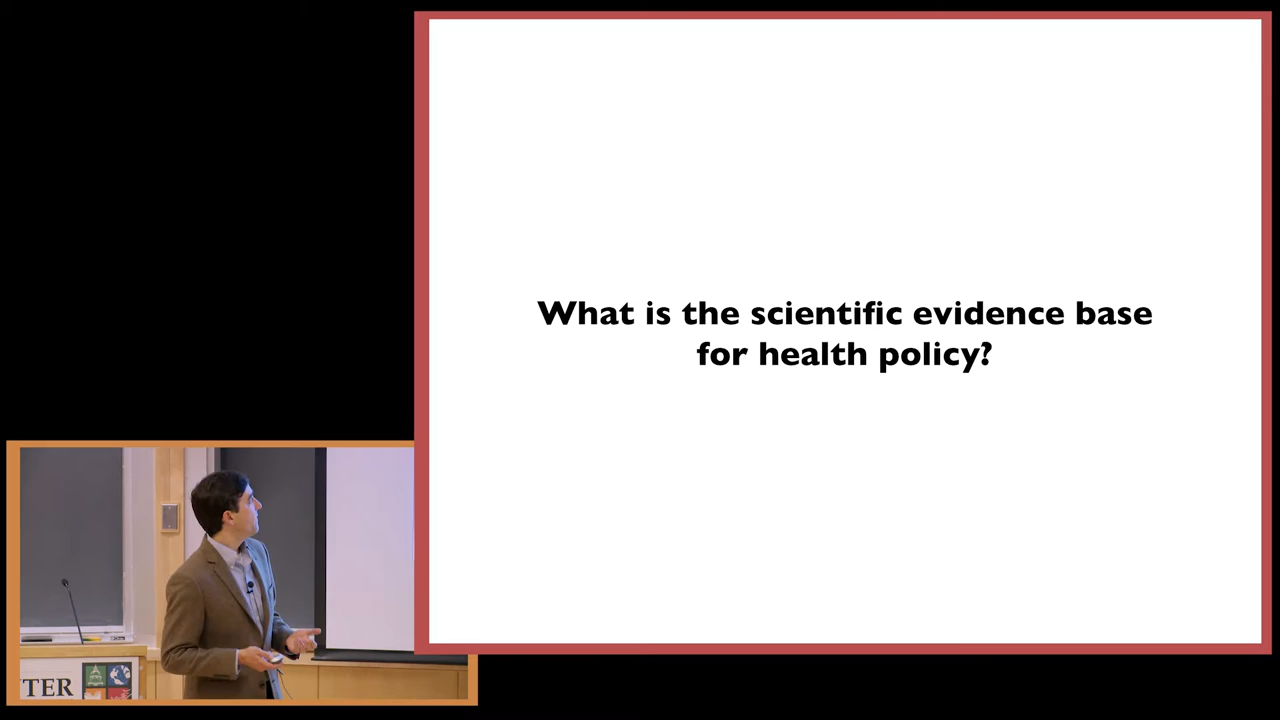 What is the scientific evidence base
for health policy?
TER